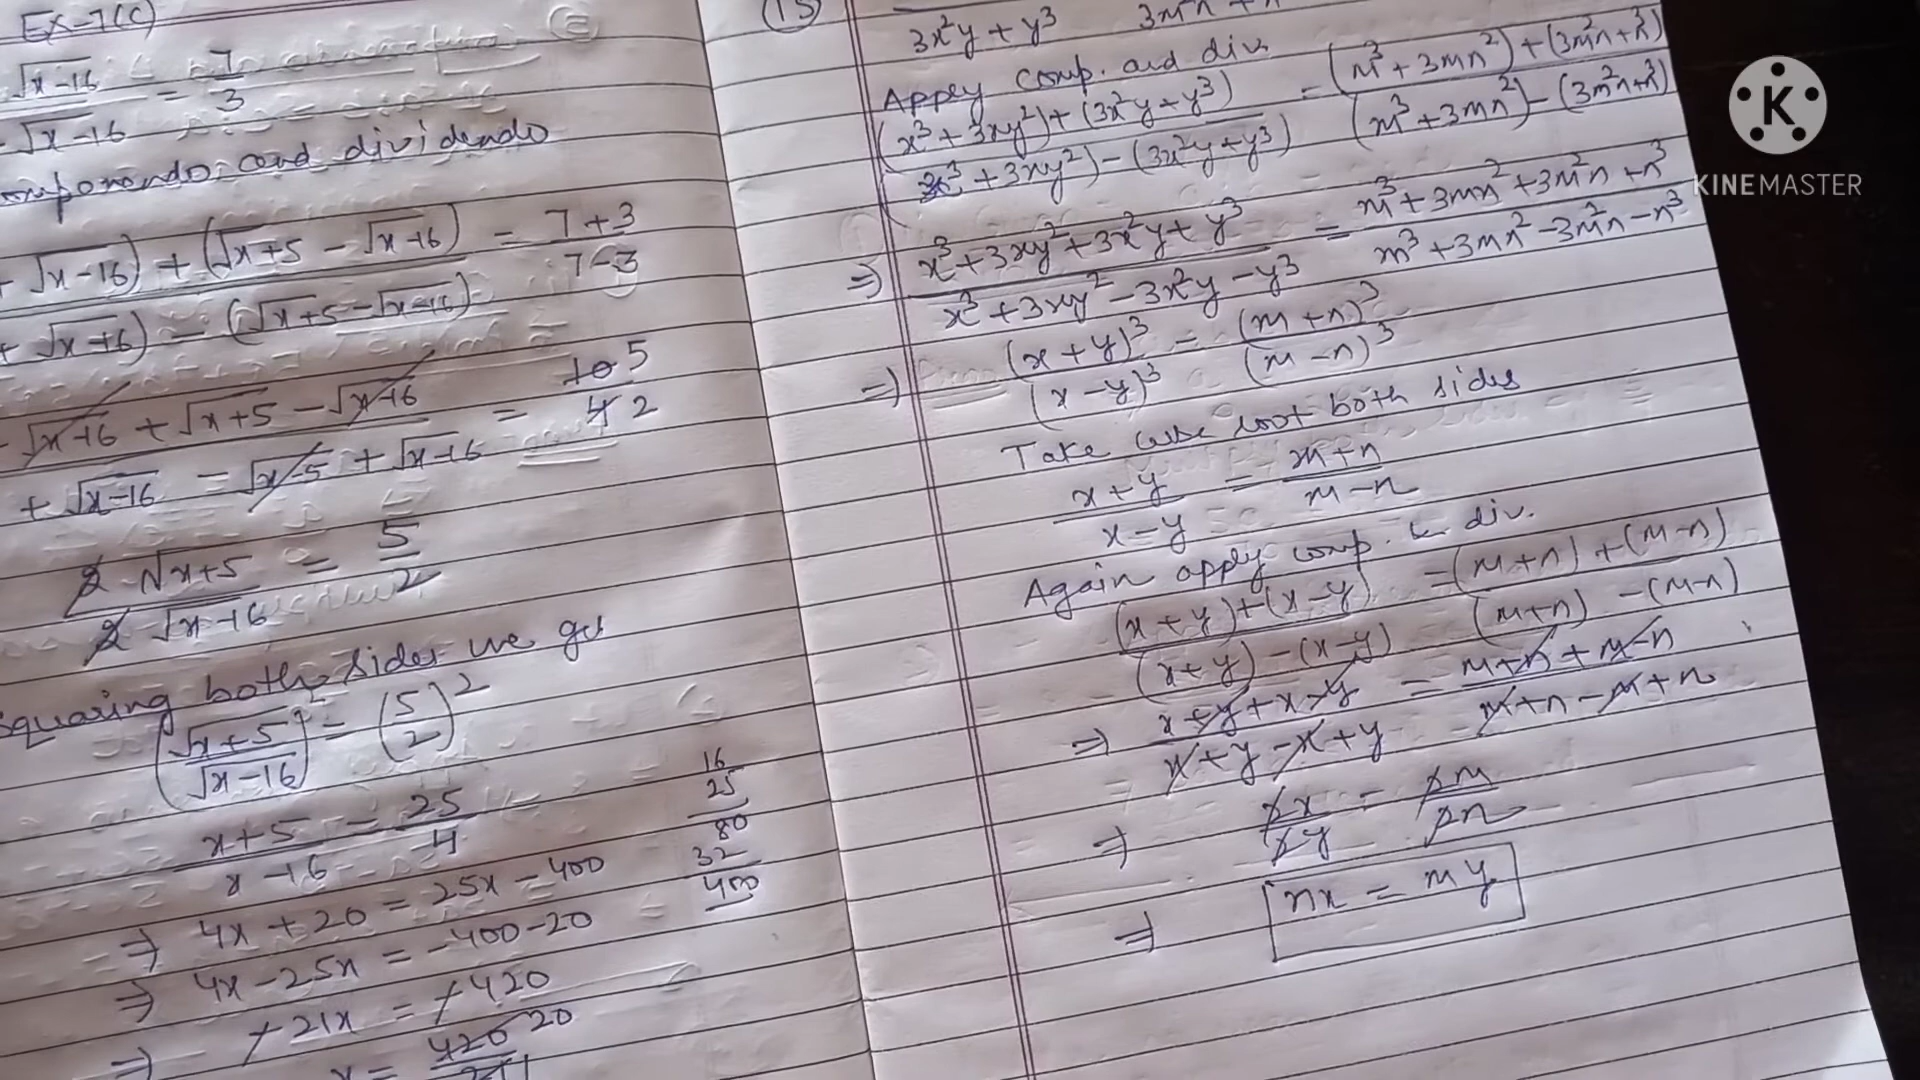 EX-7(C)
√x-16 = 7
- √x-16 3
omponendo and dividendo
+ √x-16) + (√x+5 - √x-16) = 7+3
+ √x-16) - (√x+5 - √x-16) 7-3
- √x-16 + √x+5 - √x-16 = 10 5
+ √x-16 = √x-5 + √x-16 4 2
2 √x+5 = 5
2 √x-16 2
squaring both sides we get
(√x+5 / √x-16)² = (5/2)²
x+5 = 25
x-16 4
⇒ 4x + 20 = 25x - 400
⇒ 4x - 25x = -400-20
⇒ -21x = -420
x = 420 20
16
25
80
32
400
(15)
3x²y + y³
Apply comp. and div
(x³ + 3xy²) + (3x²y + y³) = (m³ + 3mn²) + (3m²n + n³)
x³ + 3xy²) - (3x²y + y³) (m³ + 3mn²) - (3m²n + n³)
⇒ x³ + 3xy² + 3x²y + y³ = m³ + 3mn² + 3m²n + n³
x³ + 3xy² - 3x²y - y³ m³ + 3mn² - 3m²n - n³
⇒ (x + y)³ = (m + n)³
(x - y)³ (m - n)³
Take cube root both sides
x + y = m + n
x - y m - n
Again apply comp. & div.
(x + y) + (x - y) = (m + n) + (m - n)
(x + y) - (x - y) (m + n) - (m - n)
⇒ x + y + x - y = m + n + m - n
x + y - x + y m + n - m + n
⇒ 2x = 2m
2y 2n
⇒ nx = my
K
KINEMASTER